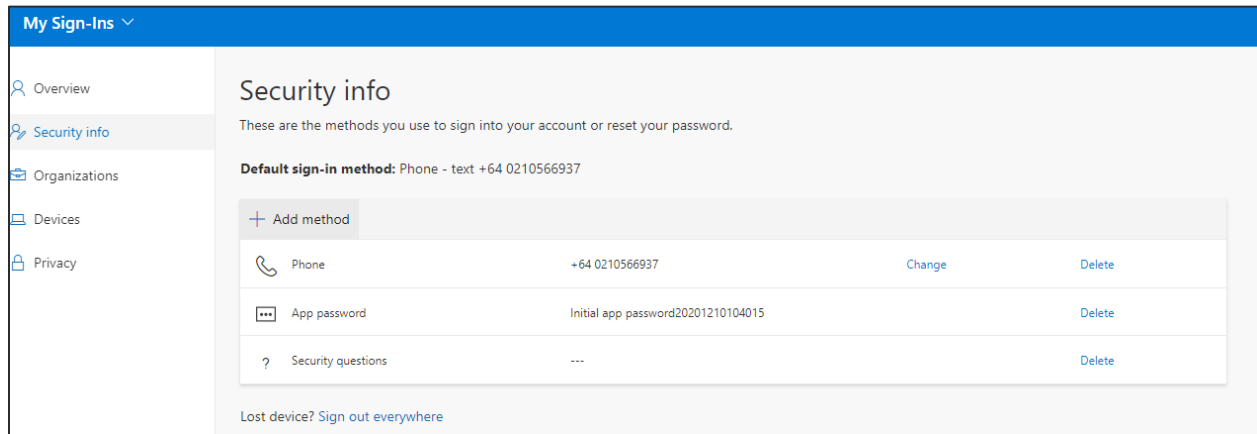 My Sign-Ins
Overview
Security info
Organizations
Devices
Privacy
Security info
These are the methods you use to sign into your account or reset your password.
Default sign-in method: Phone - text +64 0210566937
+ Add method
Phone +64 0210566937 Change Delete
App password Initial app password20201210104015 Delete
? Security questions --- Delete
Lost device? Sign out everywhere